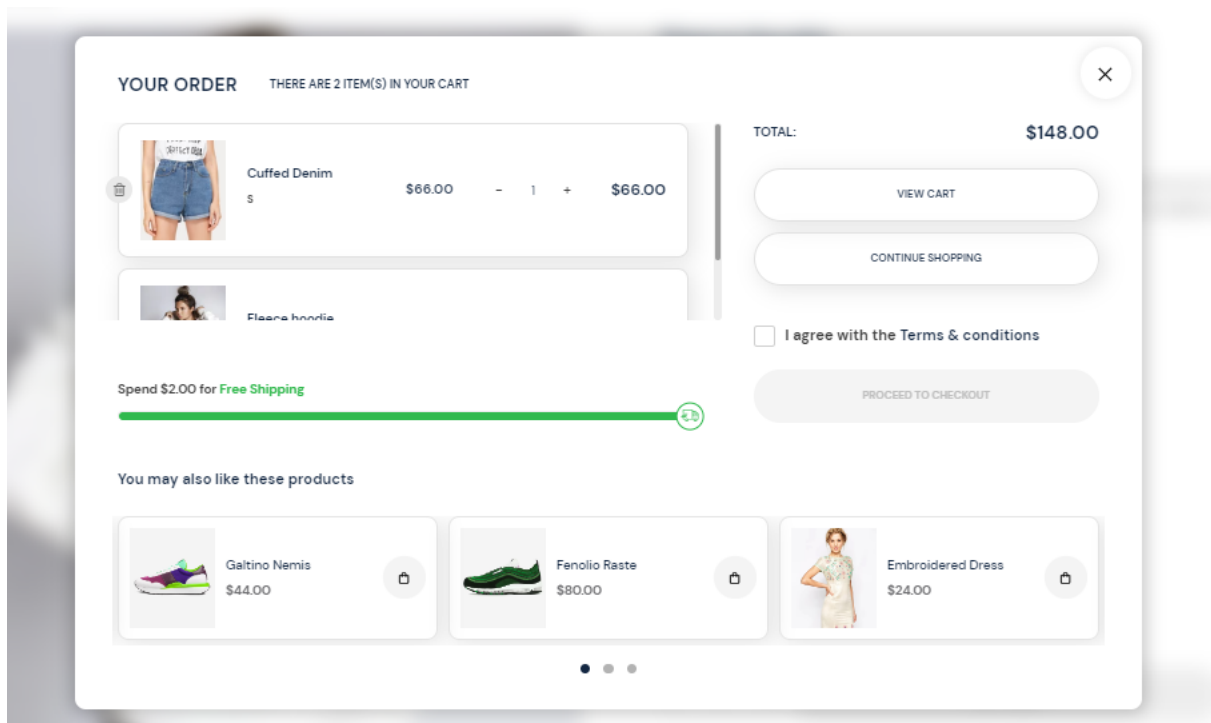 YOUR ORDER THERE ARE 2 ITEM(S) IN YOUR CART
Cuffed Denim
S
$66.00 - 1 + $66.00
Fleece hoodie
TOTAL: $148.00
VIEW CART
CONTINUE SHOPPING
I agree with the Terms & conditions
PROCEED TO CHECKOUT
Spend $2.00 for Free Shipping
You may also like these products
Galtino Nemis
$44.00
Fenolio Raste
$80.00
Embroidered Dress
$24.00